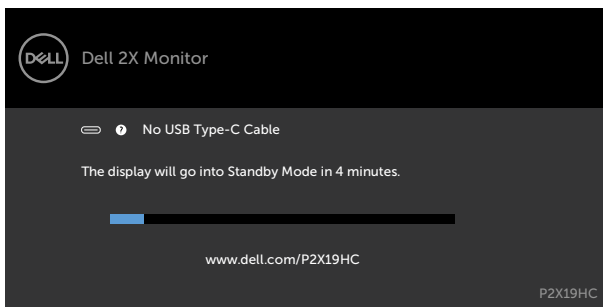 DELL
Dell 2X Monitor
? No USB Type-C Cable
The display will go into Standby Mode in 4 minutes.
www.dell.com/P2X19HC
P2X19HC